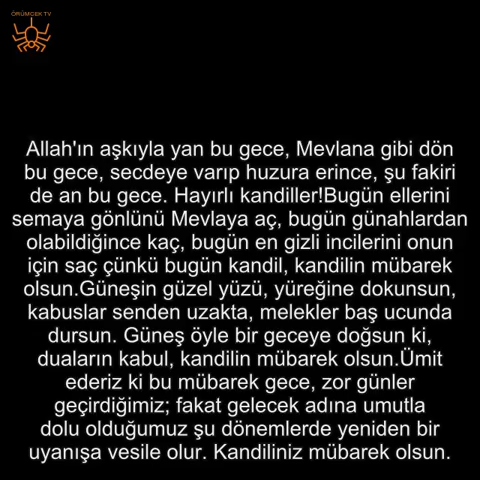 ÖRÜMCEK TV
Allah'ın aşkıyla yan bu gece, Mevlana gibi dön
bu gece, secdeye varıp huzura erince, şu fakiri
de an bu gece. Hayırlı kandiller!Bugün ellerini
semaya gönlünü Mevlaya aç, bugün günahlardan
olabildiğince kaç, bugün en gizli incilerini onun
için saç çünkü bugün kandil, kandilin mübarek
olsun.Güneşin güzel yüzü, yüreğine dokunsun,
kabuslar senden uzakta, melekler baş ucunda
dursun. Güneş öyle bir geceye doğsun ki,
duaların kabul, kandilin mübarek olsun.Ümit
ederiz ki bu mübarek gece, zor günler
geçirdiğimiz; fakat gelecek adına umutla
dolu olduğumuz şu dönemlerde yeniden bir
uyanışa vesile olur. Kandiliniz mübarek olsun.